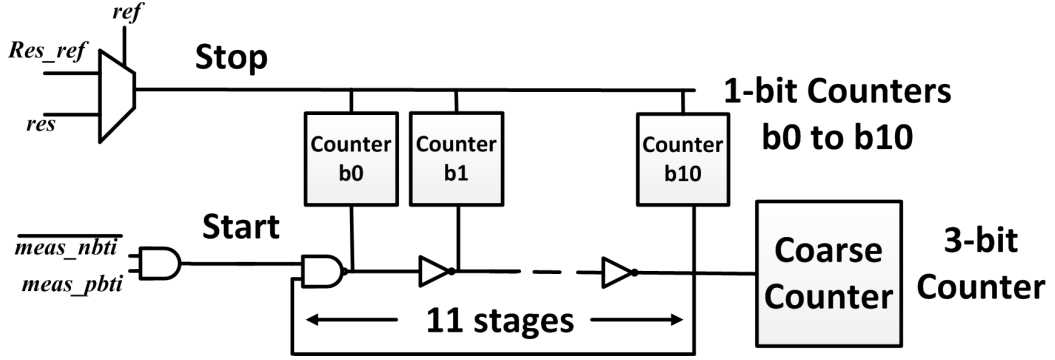 ref
Res_ref
res
Stop
1-bit Counters
b0 to b10
Counter
b0
Counter
b1
Counter
b10
meas_nbti
meas_pbti
Start
Coarse
Counter
3-bit
Counter
11 stages